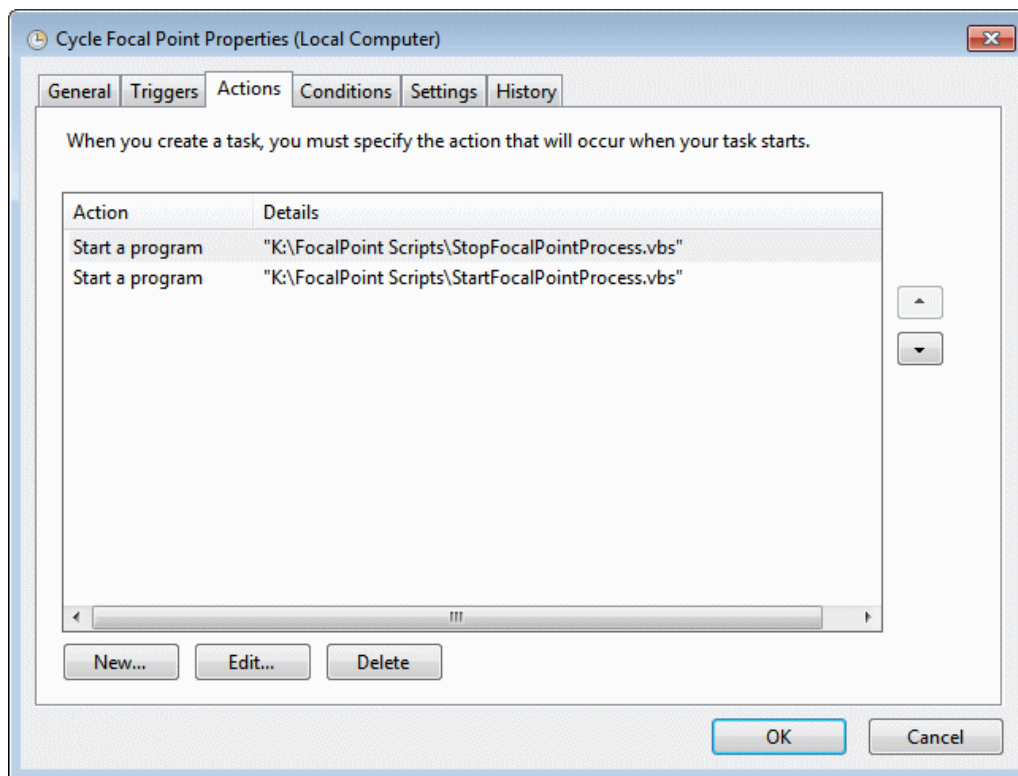 Cycle Focal Point Properties (Local Computer)
General Triggers Actions Conditions Settings History
When you create a task, you must specify the action that will occur when your task starts.
Action Details
Start a program "K:\FocalPoint Scripts\StopFocalPointProcess.vbs"
Start a program "K:\FocalPoint Scripts\StartFocalPointProcess.vbs"
New... Edit... Delete
OK Cancel